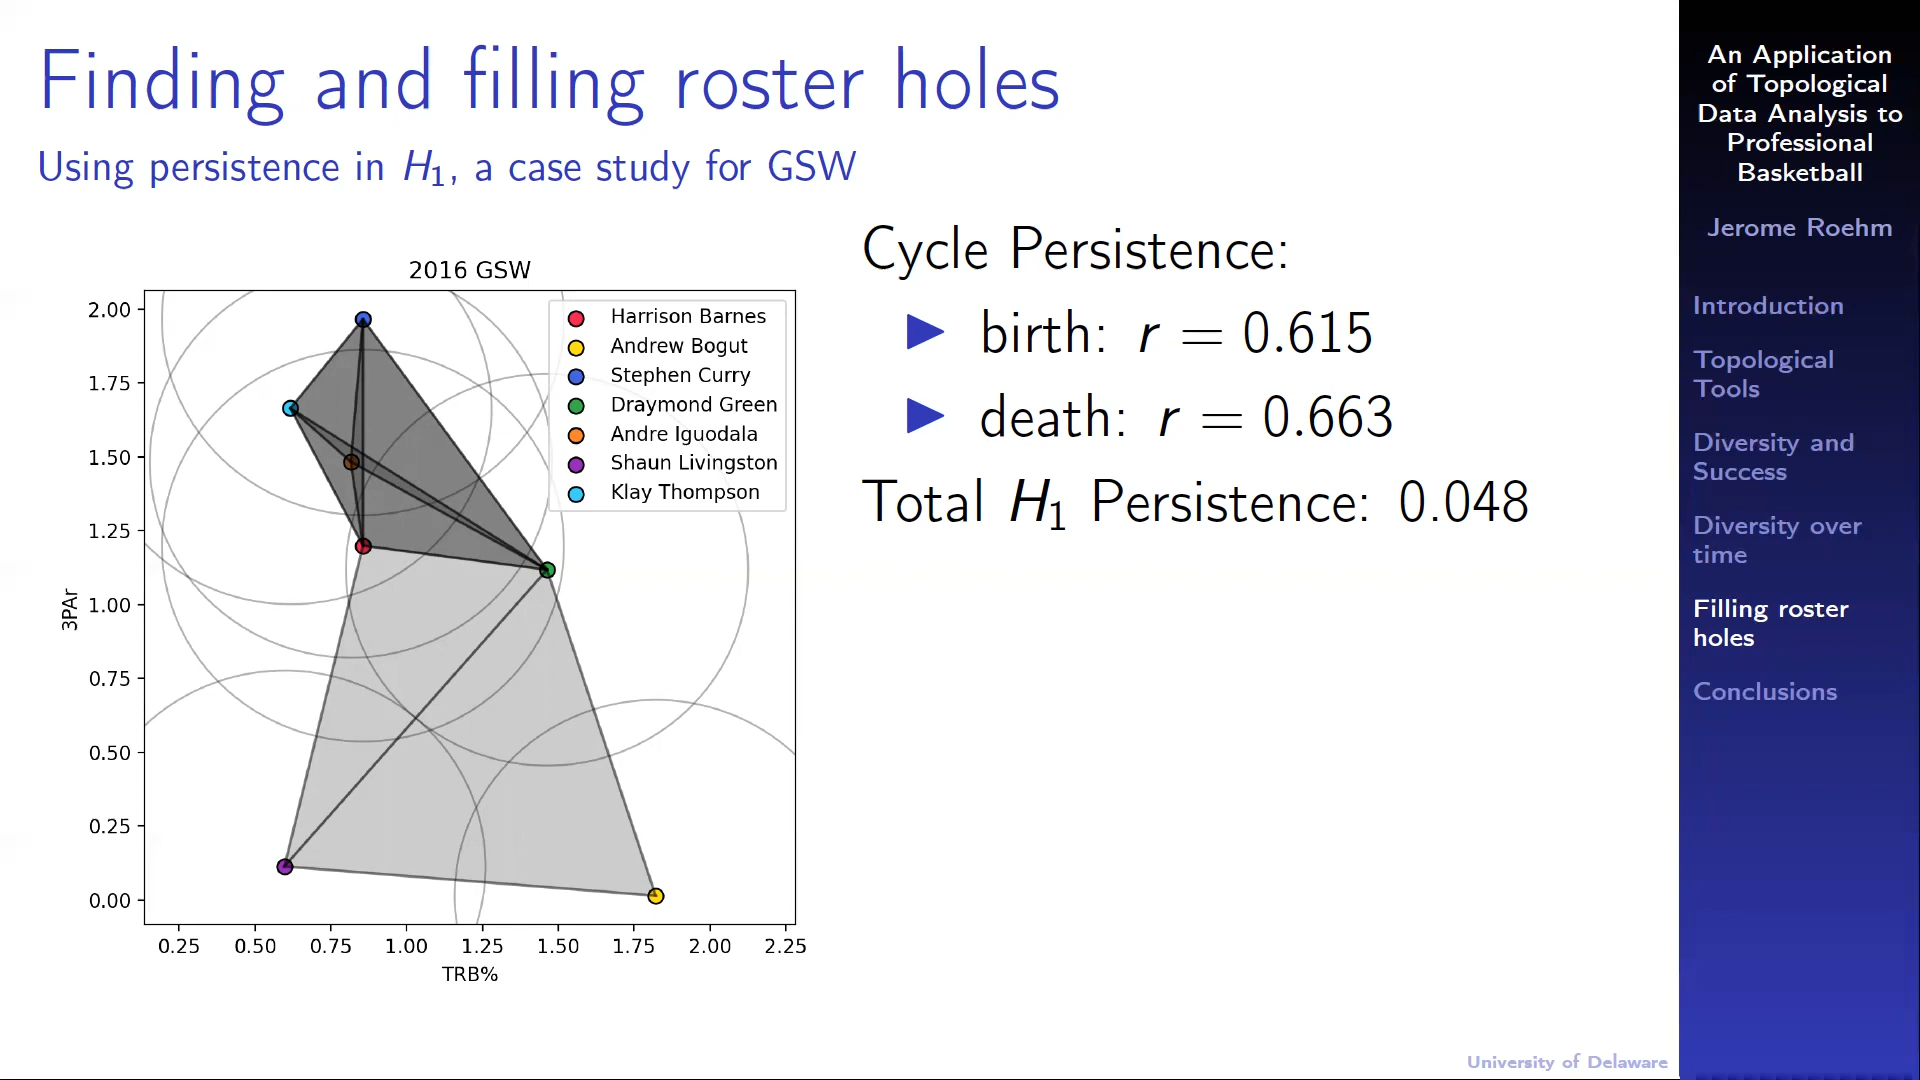 Finding and filling roster holes
Using persistence in H₁, a case study for GSW
2016 GSW
Harrison Barnes
Andrew Bogut
Stephen Curry
Draymond Green
Andre Iguodala
Shaun Livingston
Klay Thompson
2.00
1.75
1.50
1.25
1.00
0.75
0.50
0.25
0.00
3PAr
0.25 0.50 0.75 1.00 1.25 1.50 1.75 2.00 2.25
TRB%
Cycle Persistence:
birth: r = 0.615
death: r = 0.663
Total H₁ Persistence: 0.048
An Application
of Topological
Data Analysis to
Professional
Basketball
Jerome Roehm
Introduction
Topological
Tools
Diversity and
Success
Diversity over
time
Filling roster
holes
Conclusions
University of Delaware